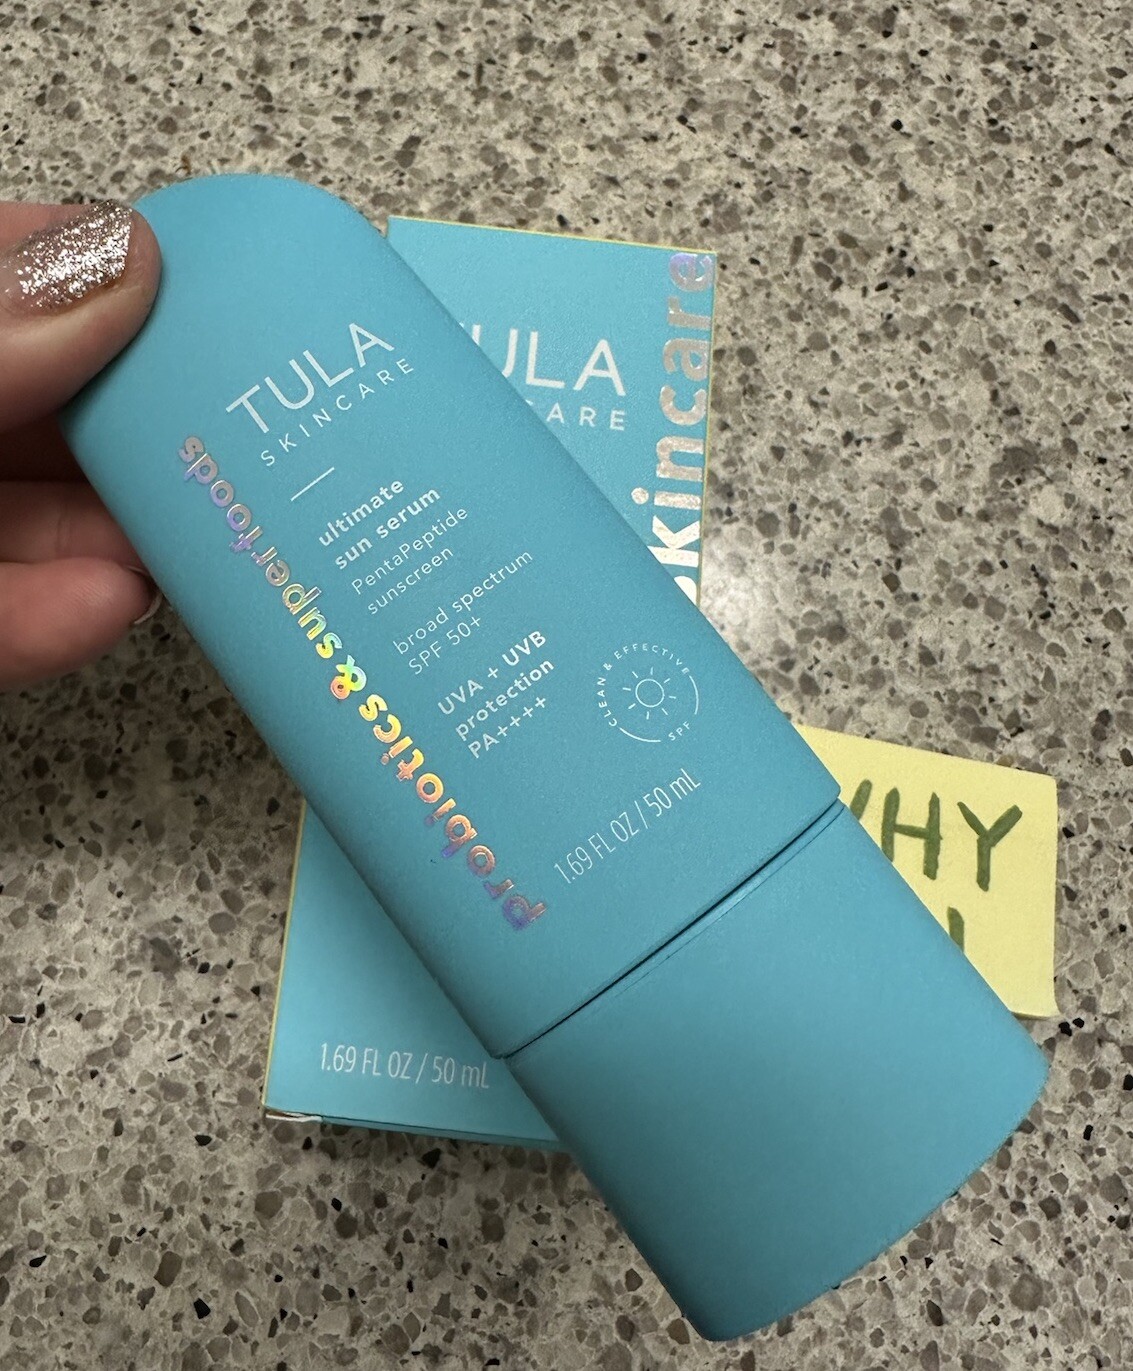 TULA
SKINCARE
ultimate
sun serum
PentaPeptide
sunscreen
broad spectrum
SPF 50+
UVA + UVB
protection
PA++++
CLEAN & EFFECTIVE
SPF
1.69 FL OZ / 50 mL
Probiotics & superfoods
ULA
ARE
skincare
1.69 FL OZ / 50 mL
WHY